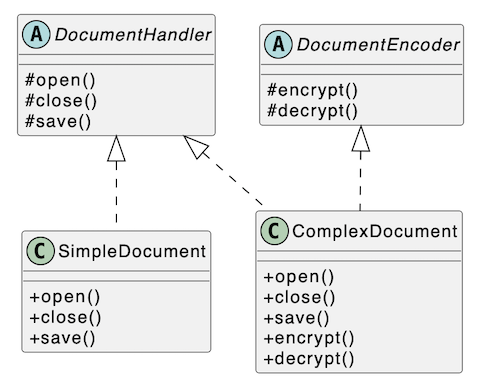 A DocumentHandler
#open()
#close()
#save()
A DocumentEncoder
#encrypt()
#decrypt()
C SimpleDocument
+open()
+close()
+save()
C ComplexDocument
+open()
+close()
+save()
+encrypt()
+decrypt()